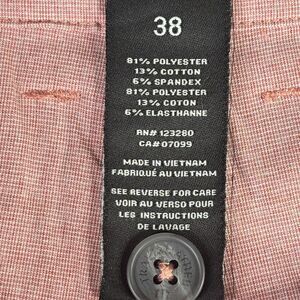 38
81% POLYESTER
13% COTTON
6% SPANDEX
81% POLYESTER
13% COTON
6% ELASTHANNE
RN# 123280
CA# 07099
MADE IN VIETNAM
FABRIQUÉ AU VIETNAM
SEE REVERSE FOR CARE
VOIR AU VERSO POUR
LES INSTRUCTIONS
DE LAVAGE